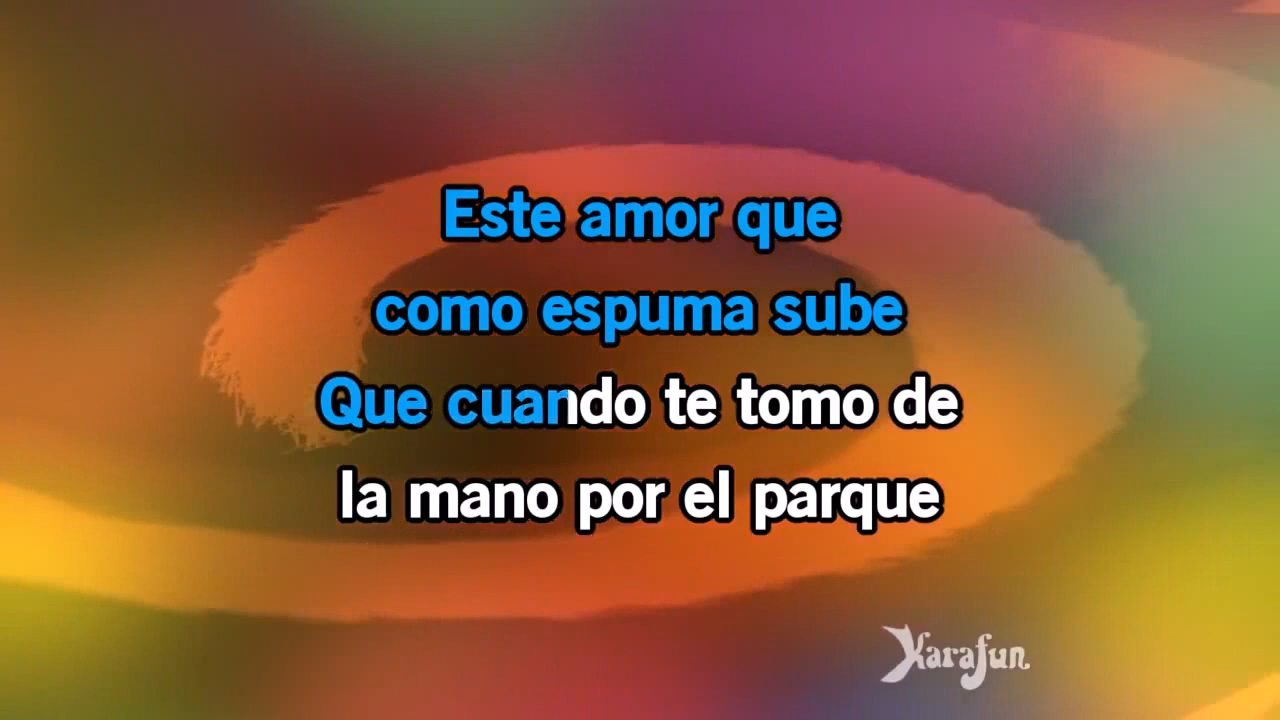 Este amor que
como espuma sube
Que cuando te tomo de
la mano por el parque
Karafun